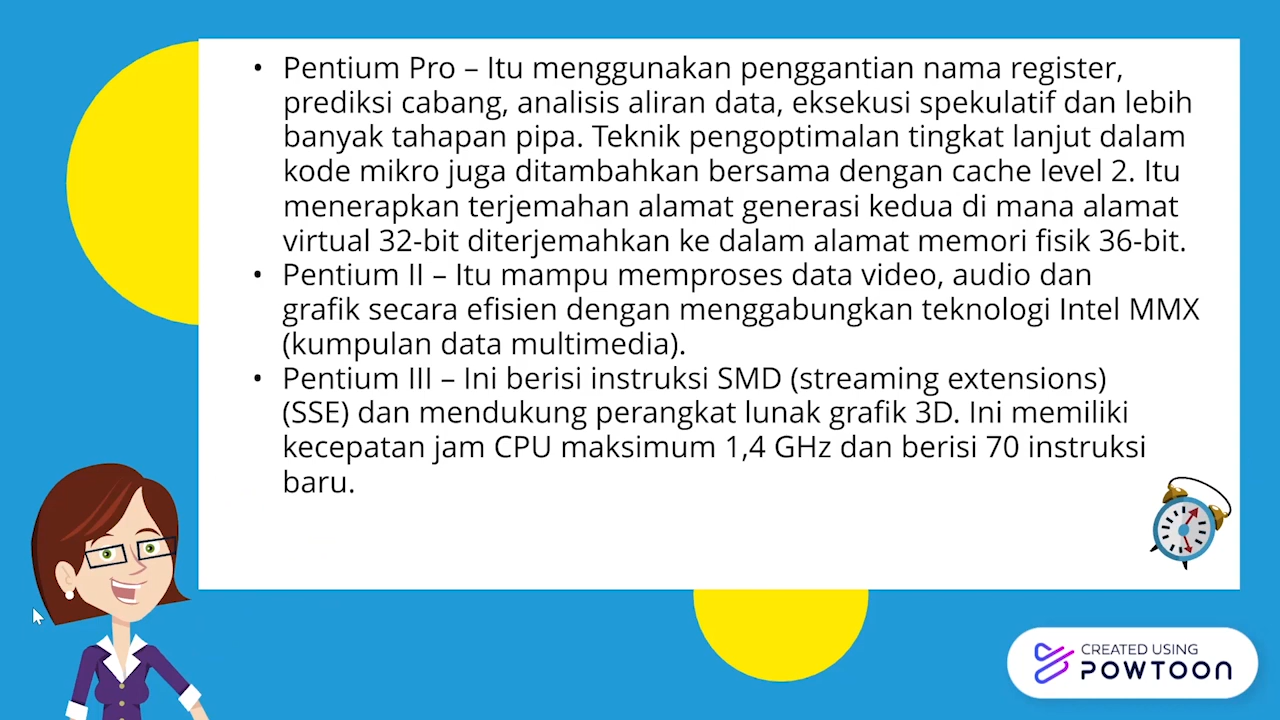 • Pentium Pro – Itu menggunakan penggantian nama register,
prediksi cabang, analisis aliran data, eksekusi spekulatif dan lebih
banyak tahapan pipa. Teknik pengoptimalan tingkat lanjut dalam
kode mikro juga ditambahkan bersama dengan cache level 2. Itu
menerapkan terjemahan alamat generasi kedua di mana alamat
virtual 32-bit diterjemahkan ke dalam alamat memori fisik 36-bit.
• Pentium II – Itu mampu memproses data video, audio dan
grafik secara efisien dengan menggabungkan teknologi Intel MMX
(kumpulan data multimedia).
• Pentium III – Ini berisi instruksi SMD (streaming extensions)
(SSE) dan mendukung perangkat lunak grafik 3D. Ini memiliki
kecepatan jam CPU maksimum 1,4 GHz dan berisi 70 instruksi
baru.
CREATED USING
POWTOON